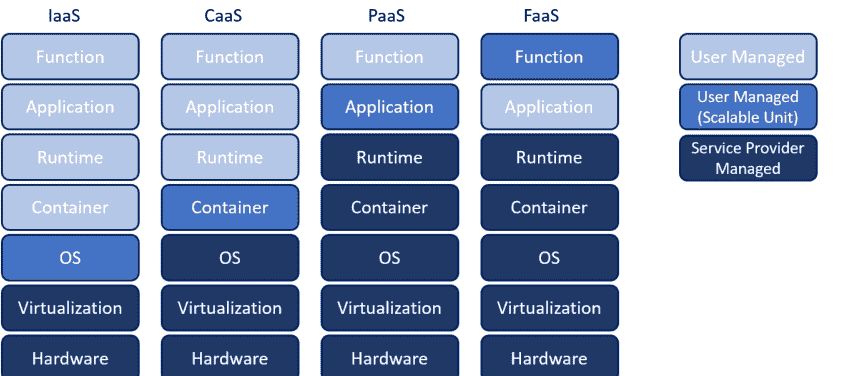 IaaS CaaS PaaS FaaS
Function Function Function Function User Managed
Application Application Application Application User Managed
(Scalable Unit)
Runtime Runtime Runtime Runtime Service Provider
Managed
Container Container Container Container
OS OS OS OS
Virtualization Virtualization Virtualization Virtualization
Hardware Hardware Hardware Hardware